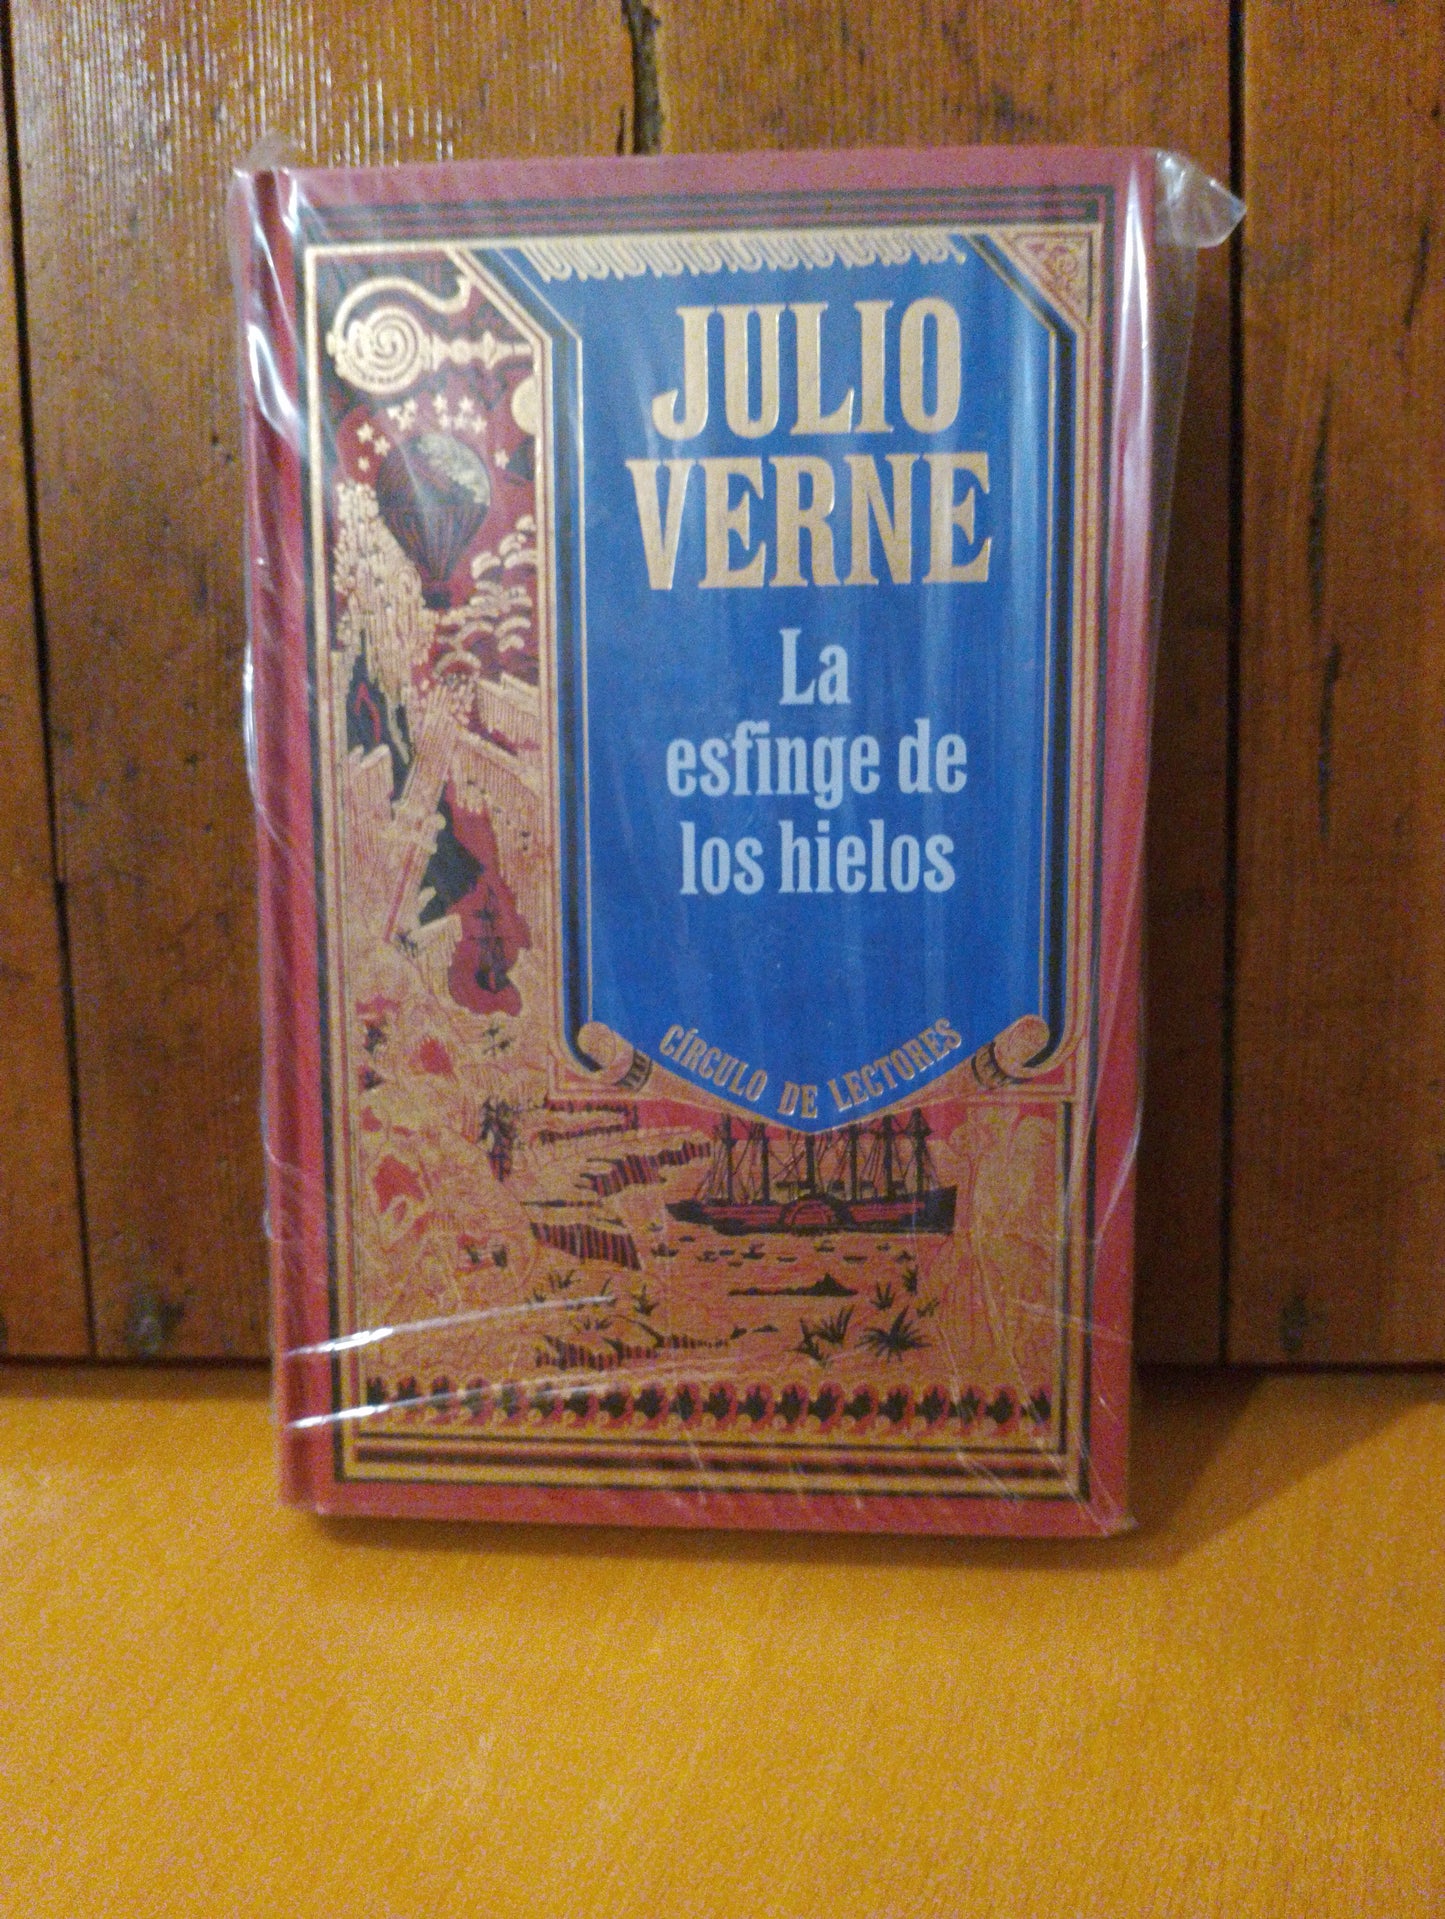 JULIO
VERNE
La
esfinge de
los hielos
CÍRCULO DE LECTORES